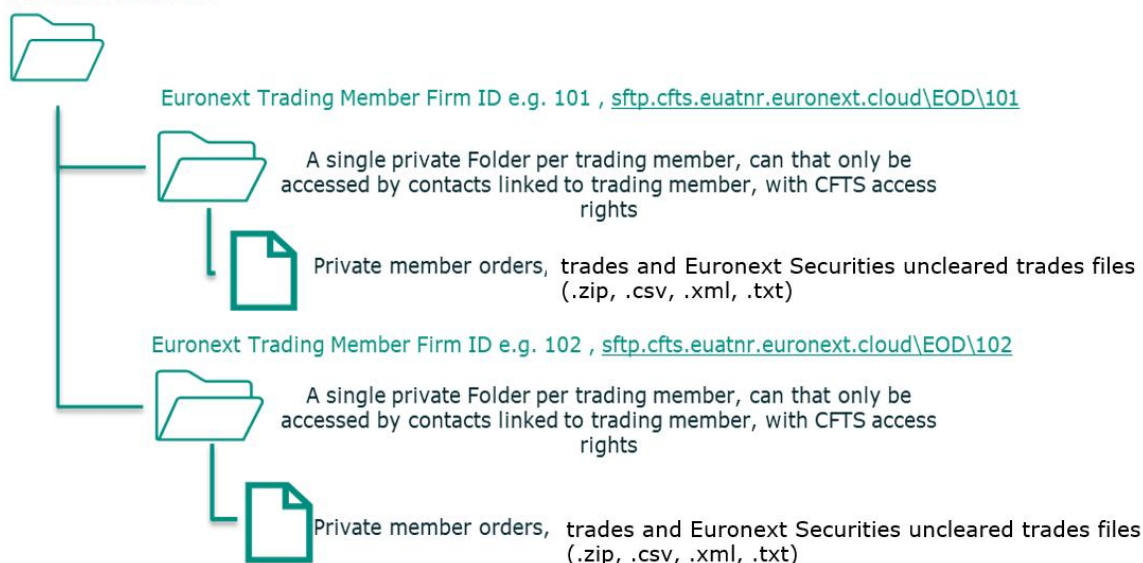 Euronext Trading Member Firm ID e.g. 101 , sftp.cfts.euatnr.euronext.cloud\EOD\101
A single private Folder per trading member, can that only be
accessed by contacts linked to trading member, with CFTS access
rights
Private member orders, trades and Euronext Securities uncleared trades files
(.zip, .csv, .xml, .txt)
Euronext Trading Member Firm ID e.g. 102 , sftp.cfts.euatnr.euronext.cloud\EOD\102
A single private Folder per trading member, can that only be
accessed by contacts linked to trading member, with CFTS access
rights
Private member orders, trades and Euronext Securities uncleared trades files
(.zip, .csv, .xml, .txt)